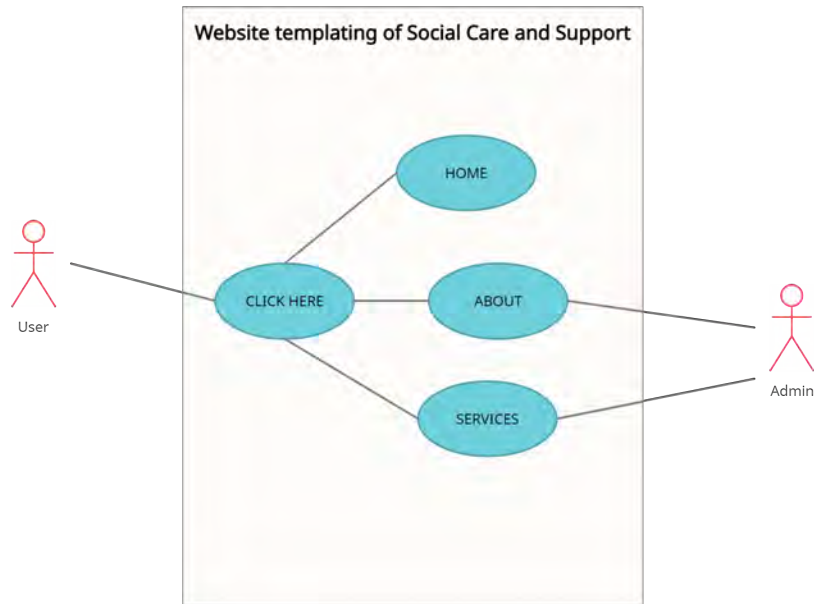 Website templating of Social Care and Support
HOME
User
CLICK HERE
ABOUT
Admin
SERVICES